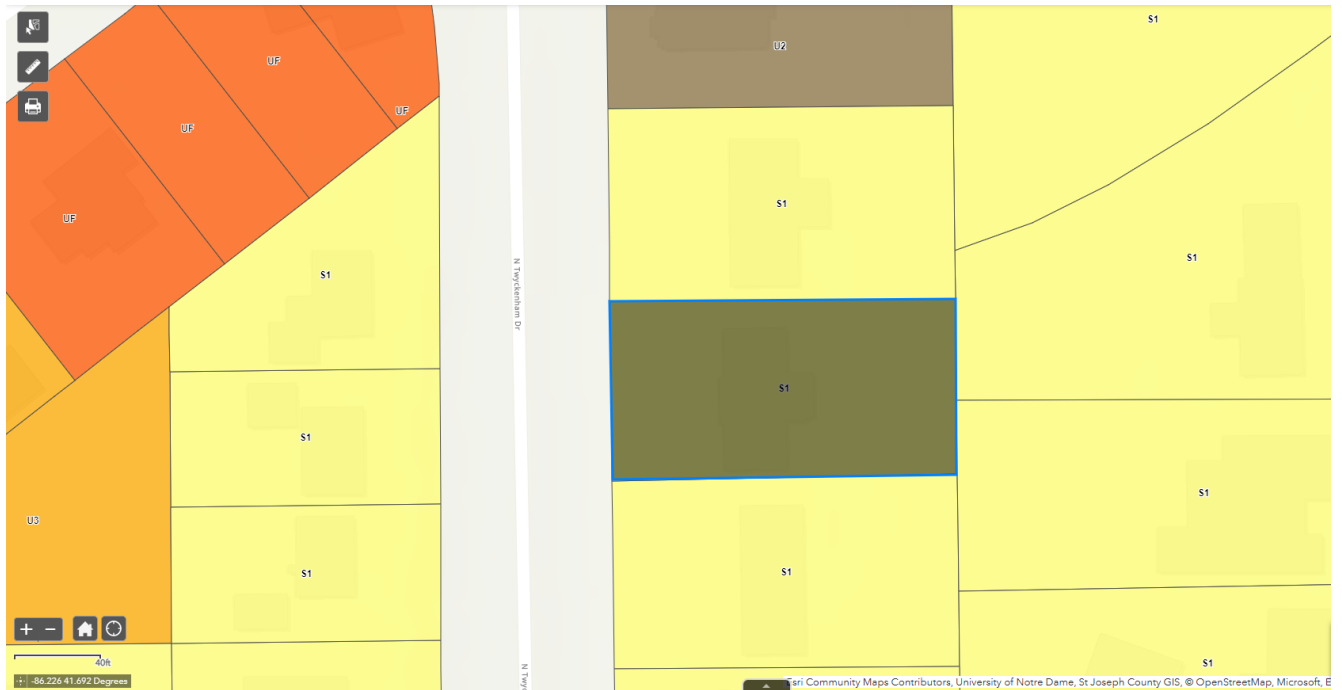 S1
U2
UF
UF
UF
S1
UF
S1
S1
N Twyckenham Dr
S1
S1
S1
U3
S1
S1
S1
S1
N Twy
40ft
-86.226 41.692 Degrees
Esri Community Maps Contributors, University of Notre Dame, St Joseph County GIS, © OpenStreetMap, Microsoft, E